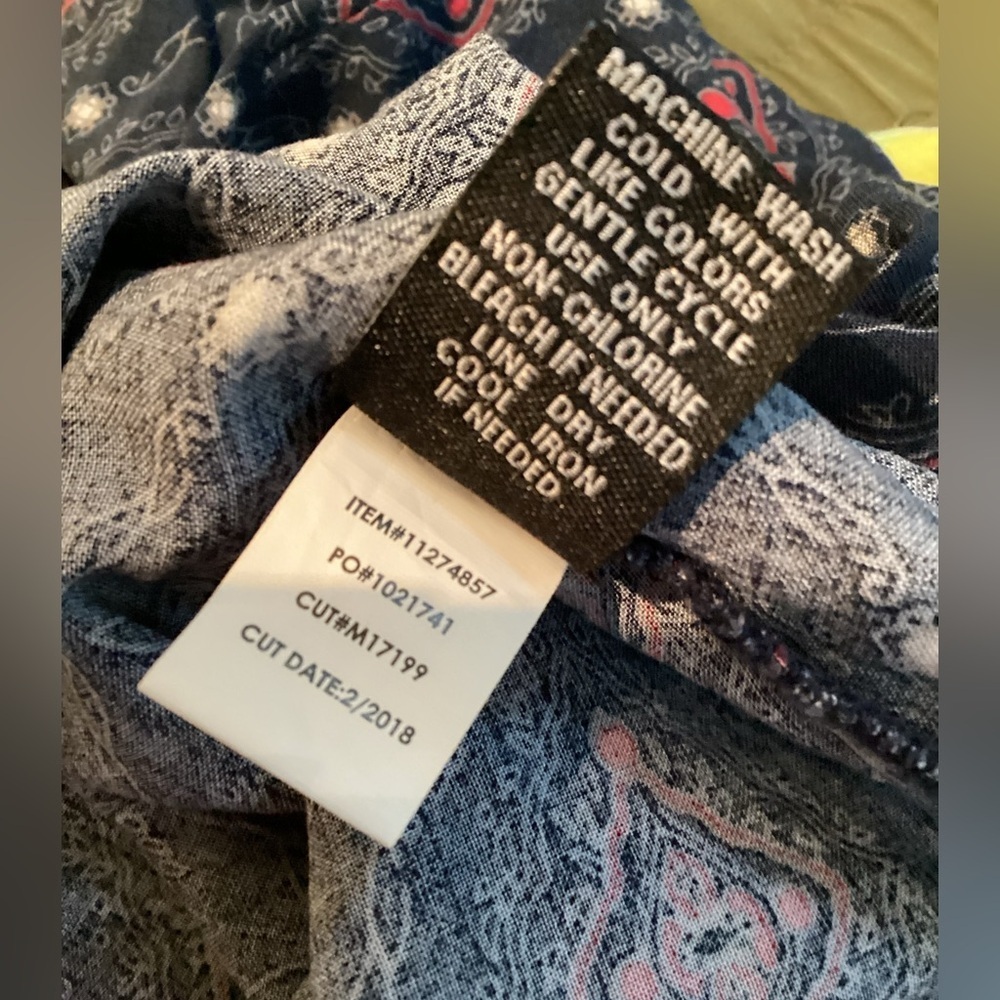 MACHINE WASH
COLD WITH
LIKE COLORS
GENTLE CYCLE
USE ONLY
NON-CHLORINE
BLEACH IF NEEDED
LINE DRY
COOL IRON
IF NEEDED
ITEM#11274857
PO#1021741
CUT#M17199
CUT DATE:2/2018